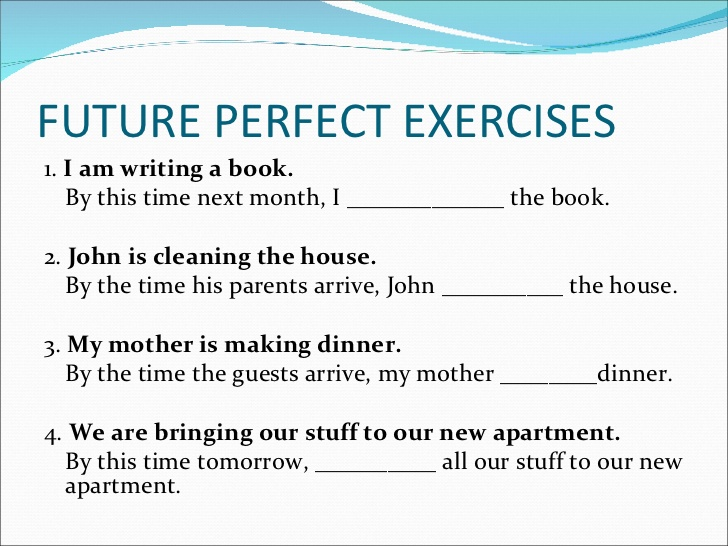 FUTURE PERFECT EXERCISES
1. I am writing a book.
By this time next month, I _____________ the book.
2. John is cleaning the house.
By the time his parents arrive, John __________ the house.
3. My mother is making dinner.
By the time the guests arrive, my mother ________dinner.
4. We are bringing our stuff to our new apartment.
By this time tomorrow, __________ all our stuff to our new
apartment.